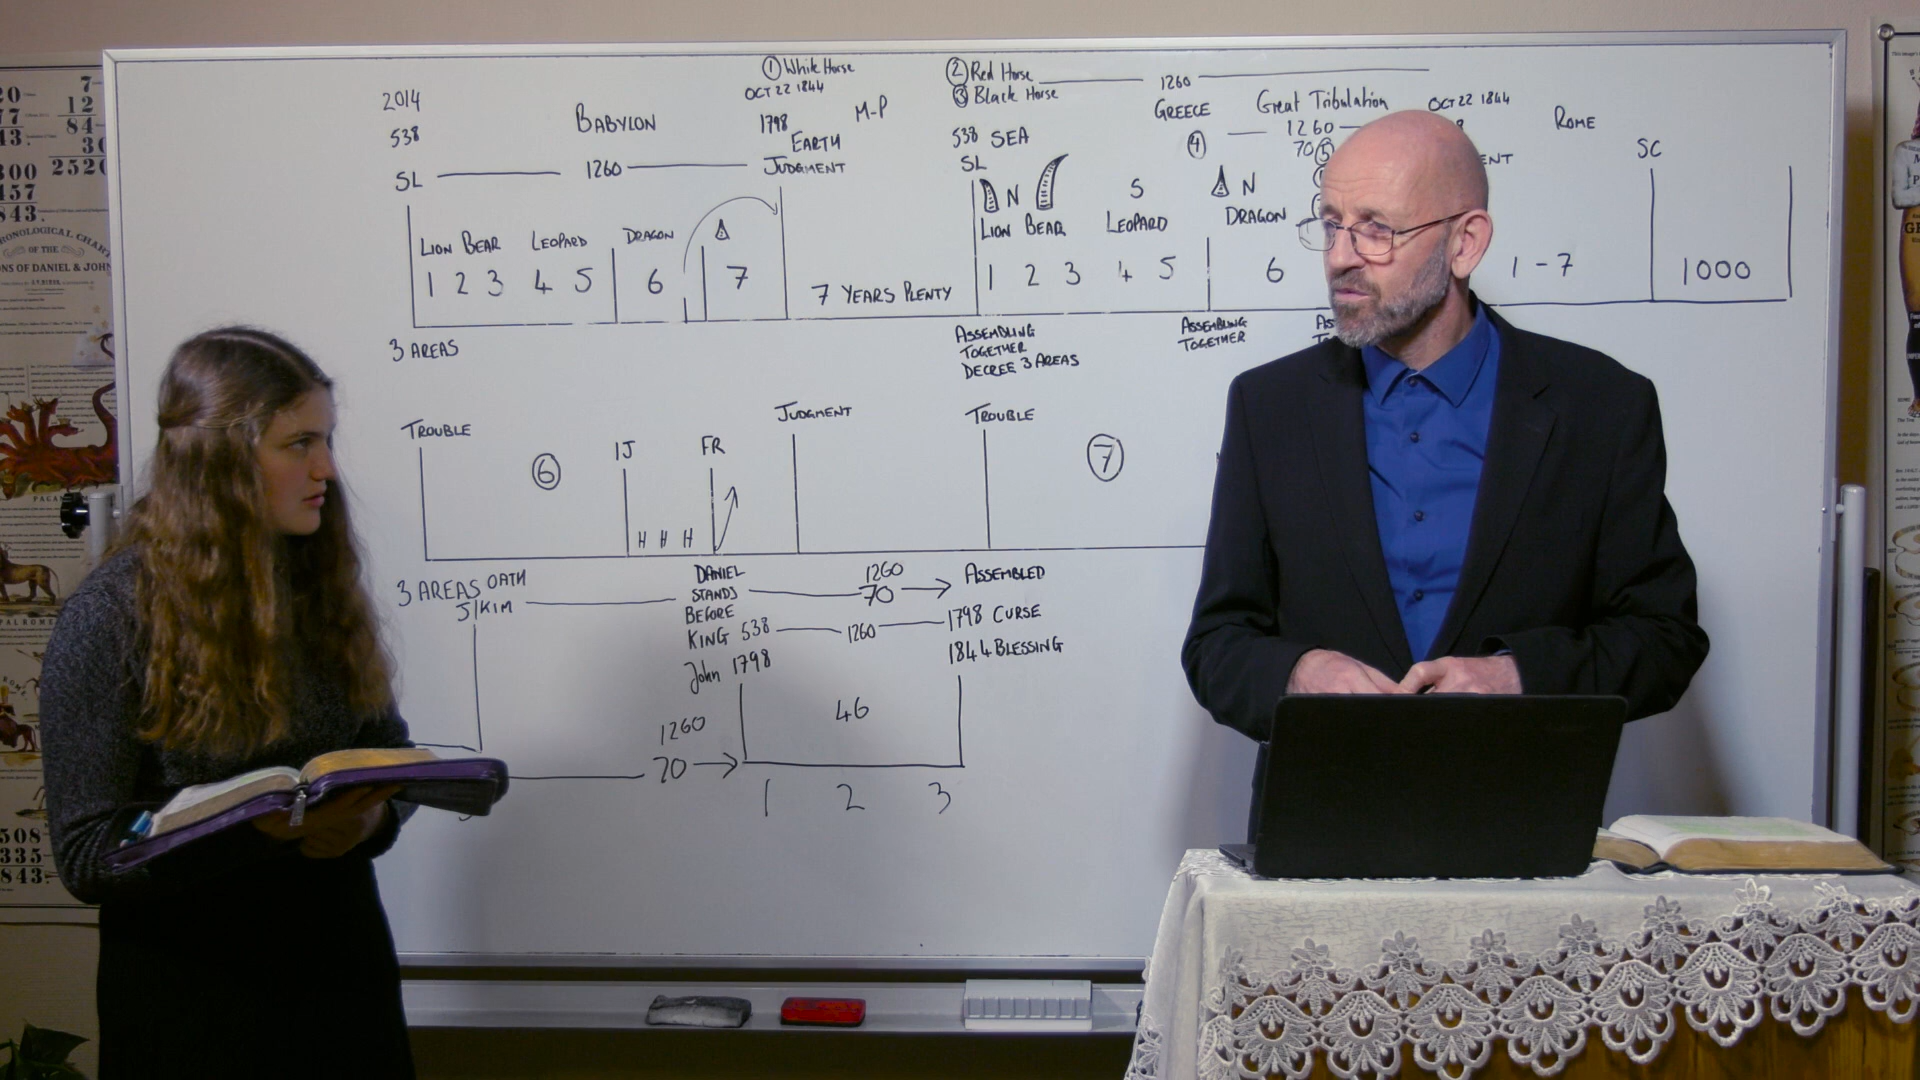 ① White Horse
OCT 22 1844
② Red Horse 1260
③ Black Horse
2014
538
BABYLON
1798
EARTH
M-P
538 SEA
GREECE
Great Tribulation
OCT 22 1844
ROME
④ 1260
70 ⑤
SL 1260 JUDGMENT
SL
SC
N
S
N
LION BEAR LEOPARD DRAGON
LION BEAR LEOPARD DRAGON
1 2 3 4 5 6 7
7 YEARS PLENTY
1 2 3 4 5 6
1-7
1000
3 AREAS
ASSEMBLING
TOGETHER
DECREE 3 AREAS
ASSEMBLING
TOGETHER
TROUBLE
JUDGMENT
TROUBLE
⑥
IJ
FR
⑦
H H H
3 AREAS OATH
J/KIM
DANIEL
STANDS
BEFORE
KING 538 1260 1798 CURSE
1260
70
ASSEMBLED
John 1798
1844 BLESSING
1260
70
46
1 2 3
7
12
84
2520
457
843.
CHRONOLOGICAL CHART
OF THE
VISIONS OF DANIEL & JOHN
508
335
843.